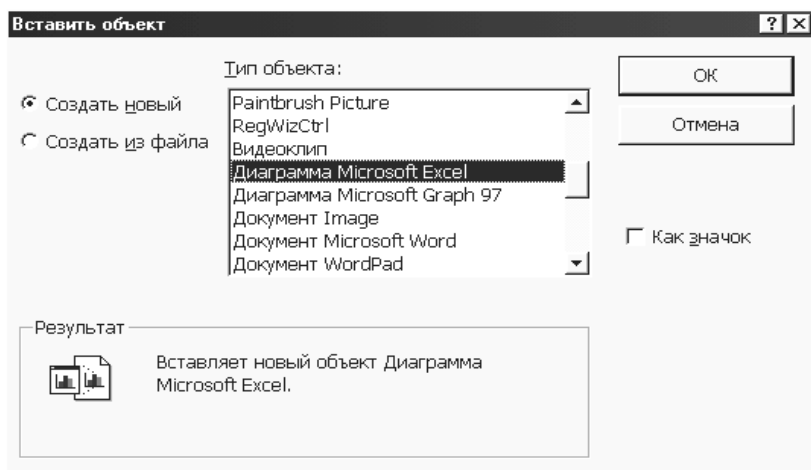 Вставить объект
Тип объекта:
Создать новый
Создать из файла
Paintbrush Picture
RegWizCtrl
Видеоклип
Диаграмма Microsoft Excel
Диаграмма Microsoft Graph 97
Документ Image
Документ Microsoft Word
Документ WordPad
ОК
Отмена
Как значок
Результат
Вставляет новый объект Диаграмма
Microsoft Excel.